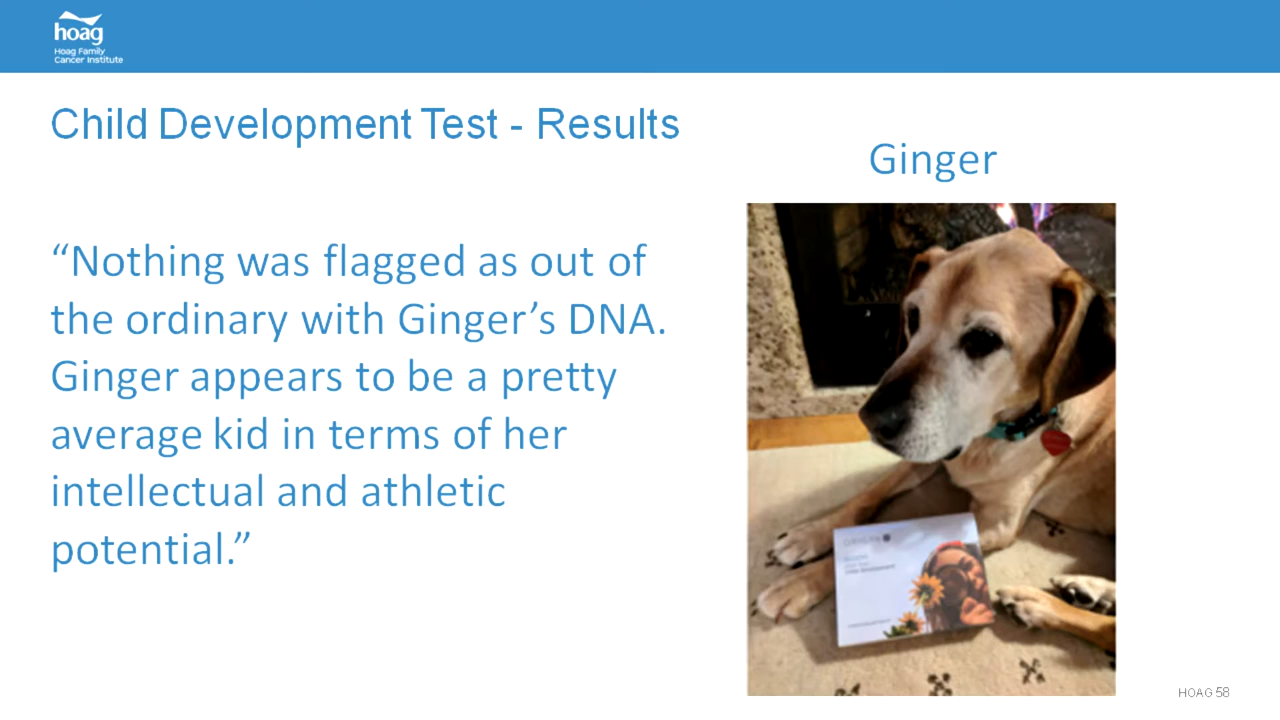 hoag
Hoag Family
Cancer Institute
Child Development Test - Results
Ginger
“Nothing was flagged as out of
the ordinary with Ginger’s DNA.
Ginger appears to be a pretty
average kid in terms of her
intellectual and athletic
potential.”
Child Development
HOAG 58